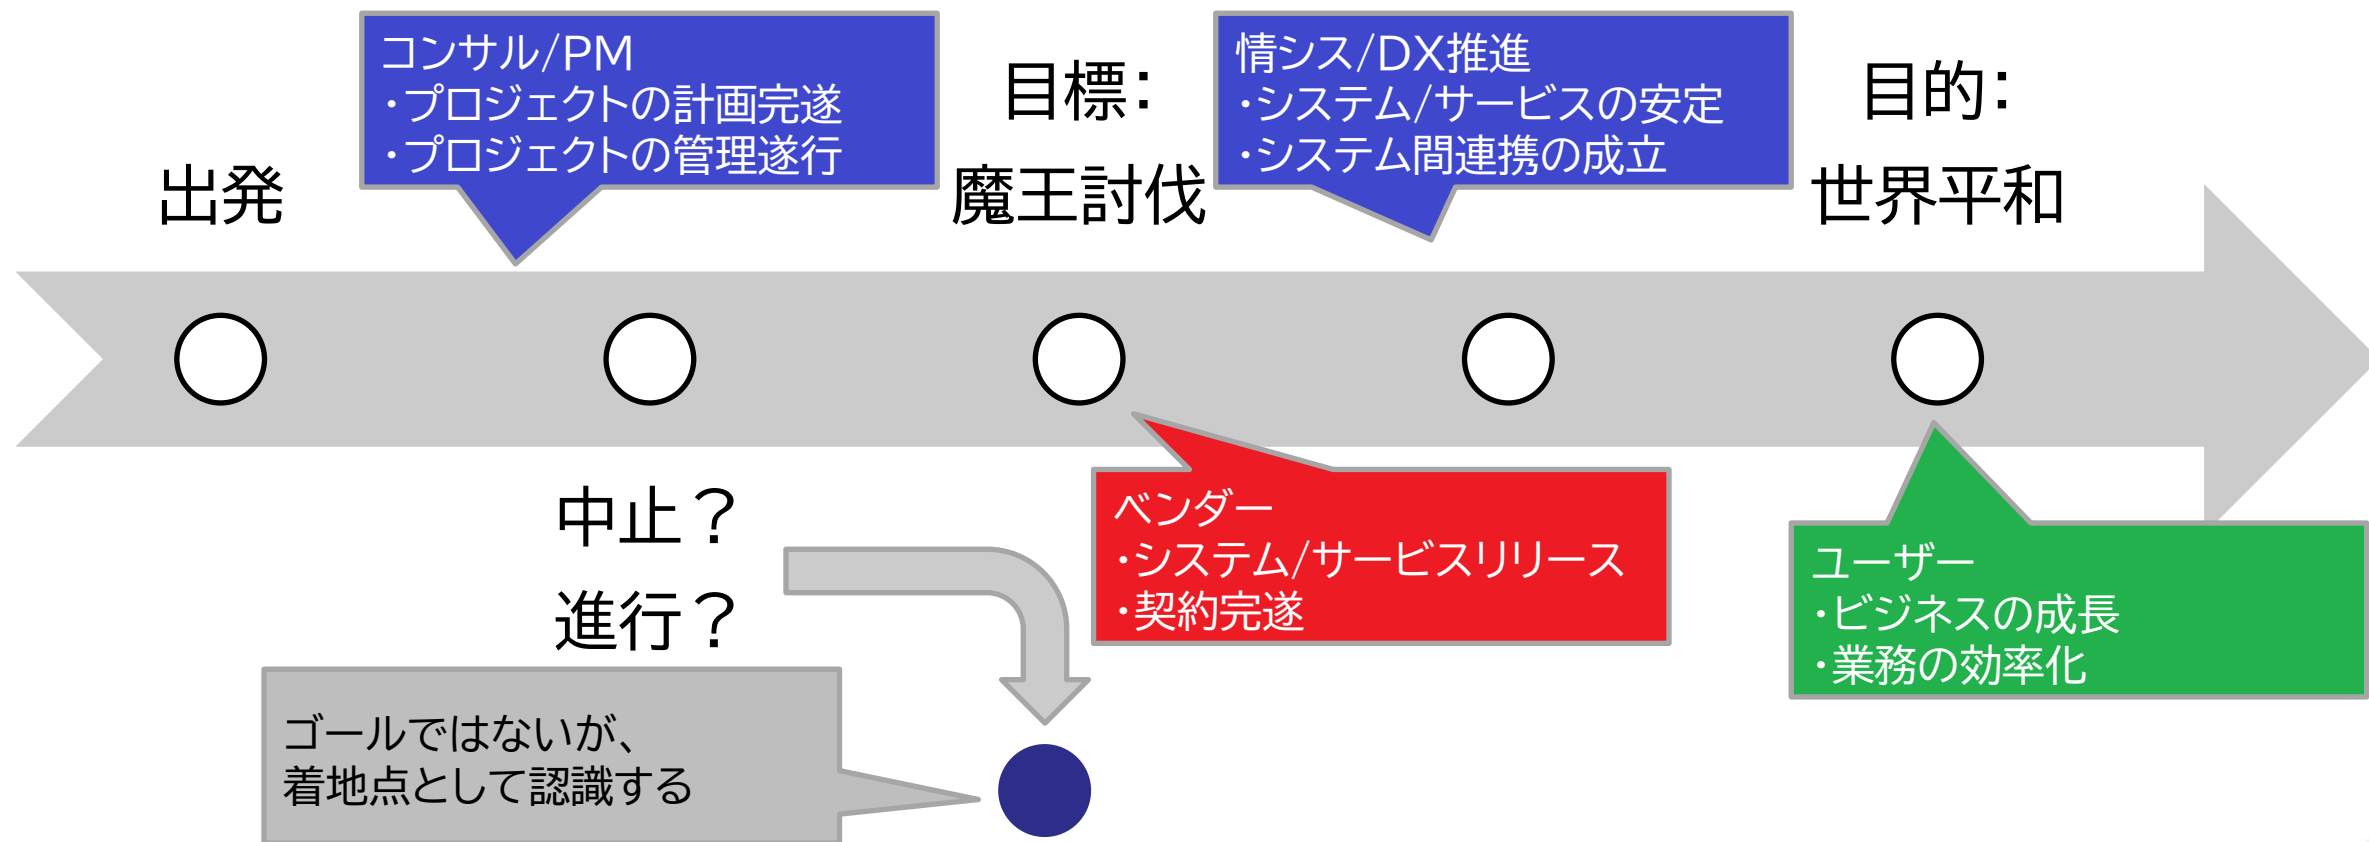 コンサル/PM
・プロジェクトの計画完遂
・プロジェクトの管理遂行
情シス/DX推進
・システム/サービスの安定
・システム間連携の成立
出発
目標：
魔王討伐
目的：
世界平和
中止？
進行？
ベンダー
・システム/サービスリリース
・契約完遂
ユーザー
・ビジネスの成長
・業務の効率化
ゴールではないが、
着地点として認識する